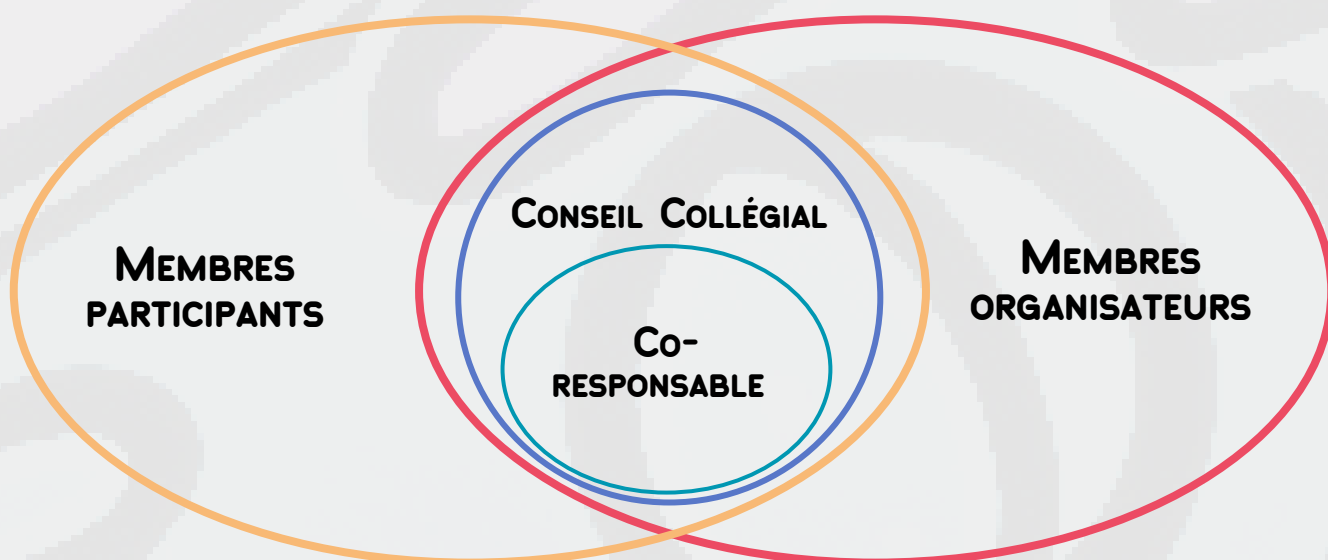 Conseil Collégial
Membres
participants
Membres
organisateurs
Co-
responsable